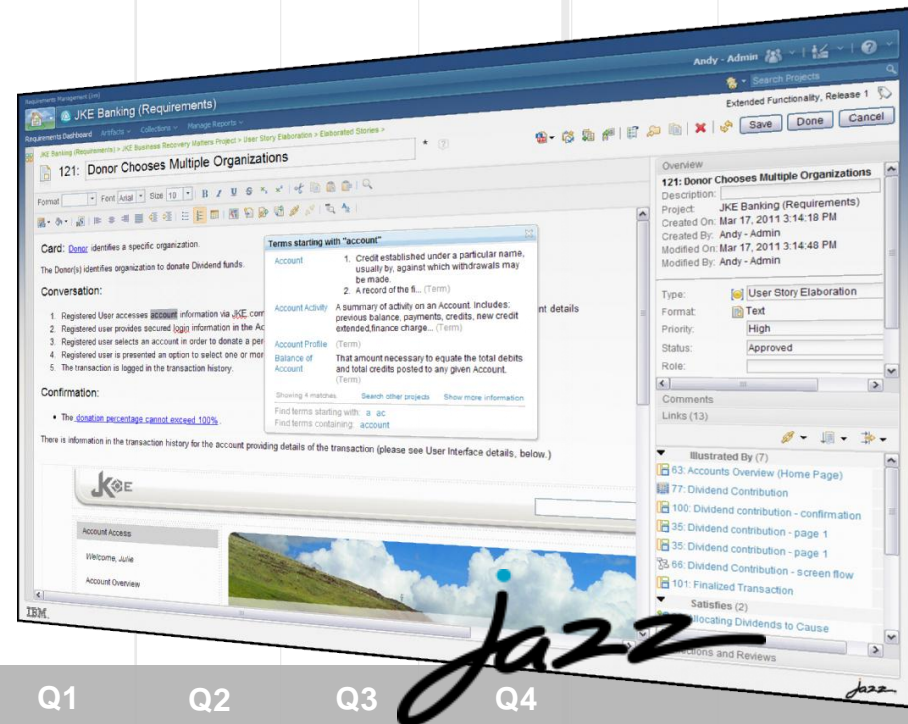 Requirements Management (/rm)
Andy - Admin
JKE Banking (Requirements)
Search Projects
Requirements Dashboard Artifacts Collections Manage Reports
Extended Functionality, Release 1
JKE Banking (Requirements) > JKE Business Recovery Matters Project > User Story Elaboration > Elaborated Stories >
121: Donor Chooses Multiple Organizations
*
Save Done Cancel
Format Font Arial Size 10 B I U S
Card: Donor identifies a specific organization.
The Donor(s) identifies organization to donate Dividend funds.
Conversation:
1. Registered User accesses account information via JKE com
nt details
2. Registered user provides secured login information in the Ac
3. Registered user selects an account in order to donate a per
4. Registered user is presented an option to select one or mor
5. The transaction is logged in the transaction history.
Confirmation:
• The donation percentage cannot exceed 100%.
There is information in the transaction history for the account providing details of the transaction (please see User Interface details, below.)
Terms starting with "account"
Account
1. Credit established under a particular name,
usually by, against which withdrawals may
be made.
2. A record of the fi... (Term)
Account Activity
A summary of activity on an Account. Includes:
previous balance, payments, credits, new credit
extended,finance charge... (Term)
Account Profile (Term)
Balance of
Account
That amount necessary to equate the total debits
and total credits posted to any given Account.
(Term)
Showing 4 matches Search other projects Show more information
Find terms starting with: a ac
Find terms containing: account
JKE
Account Access
Welcome, Julie
Account Overview
IBM.
Overview
121: Donor Chooses Multiple Organizations
Description:
Project: JKE Banking (Requirements)
Created On: Mar 17, 2011 3:14:18 PM
Created By: Andy - Admin
Modified On: Mar 17, 2011 3:14:48 PM
Modified By: Andy - Admin
Type: User Story Elaboration
Format: Text
Priority: High
Status: Approved
Role:
Comments
Links (13)
Illustrated By (7)
63: Accounts Overview (Home Page)
77: Dividend Contribution
100: Dividend contribution - confirmation
35: Dividend contribution - page 1
35: Dividend contribution - page 1
66: Dividend Contribution - screen flow
101: Finalized Transaction
Satisfies (2)
llocating Dividends to Cause
ections and Reviews
jazz
jazz
Q1 Q2 Q3 Q4